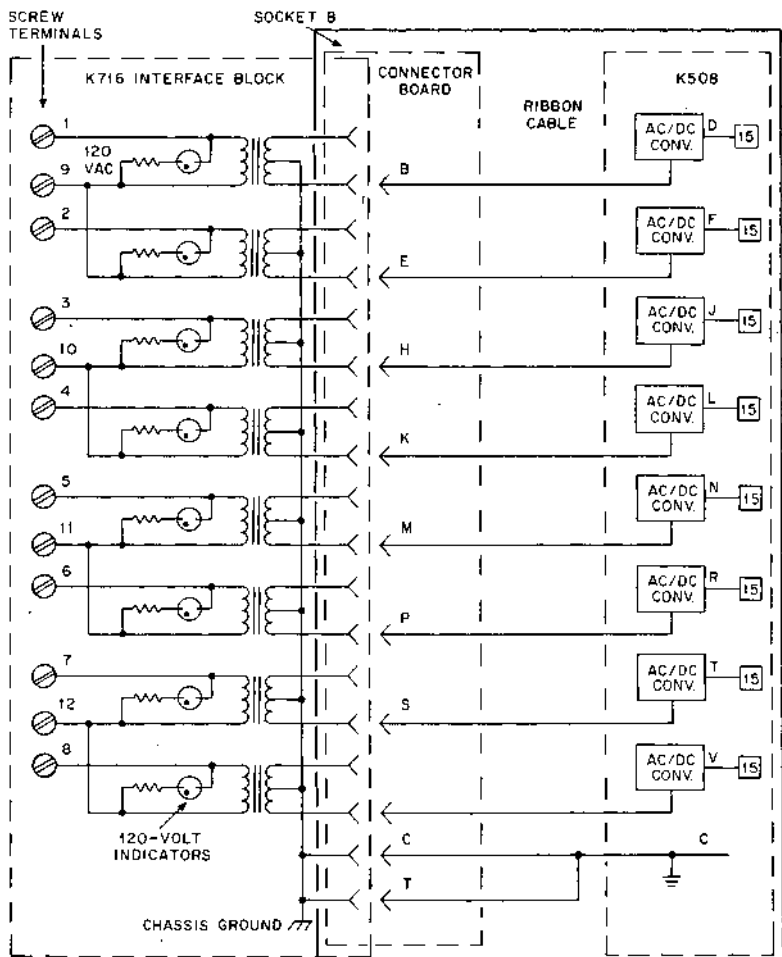 SCREW
TERMINALS
SOCKET B
K716 INTERFACE BLOCK
CONNECTOR
BOARD
RIBBON
CABLE
K508
1
120
VAC
9
2
3
10
4
5
11
6
7
12
8
B
E
H
K
M
P
S
C
T
AC/DC
CONV.
D
15
AC/DC
CONV.
F
15
AC/DC
CONV.
J
15
AC/DC
CONV.
L
15
AC/DC
CONV.
N
15
AC/DC
CONV.
R
15
AC/DC
CONV.
T
15
AC/DC
CONV.
V
15
C
120-VOLT
INDICATORS
CHASSIS GROUND